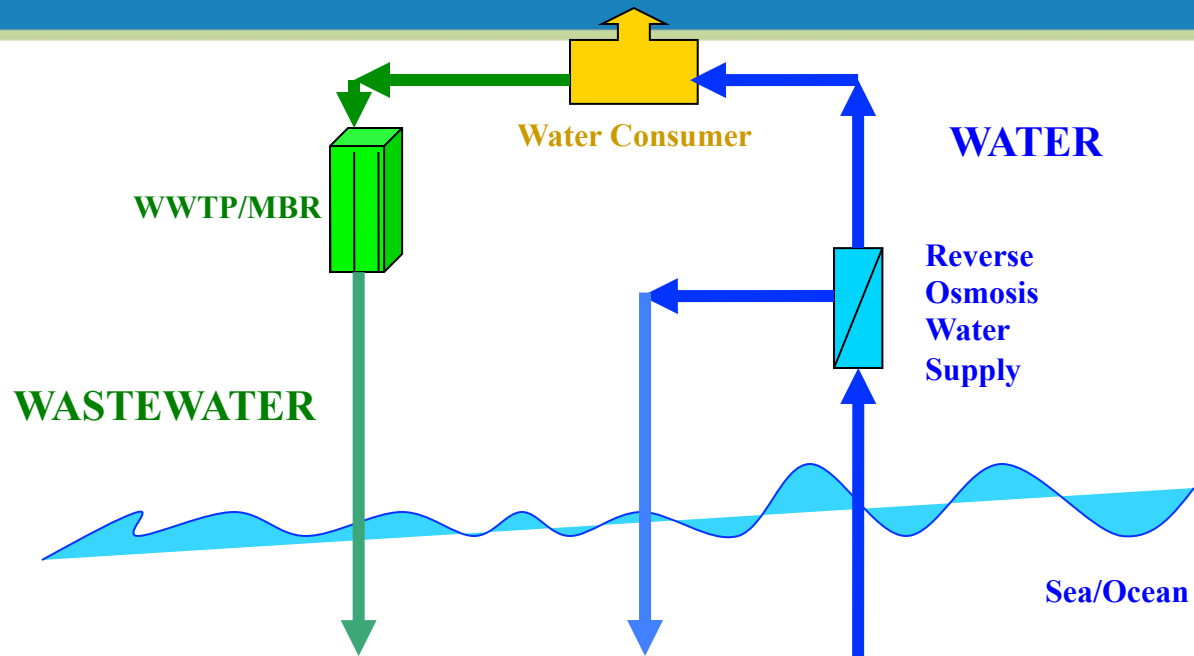 Water Consumer
WATER
WWTP/MBR
Reverse
Osmosis
Water
Supply
WASTEWATER
Sea/Ocean